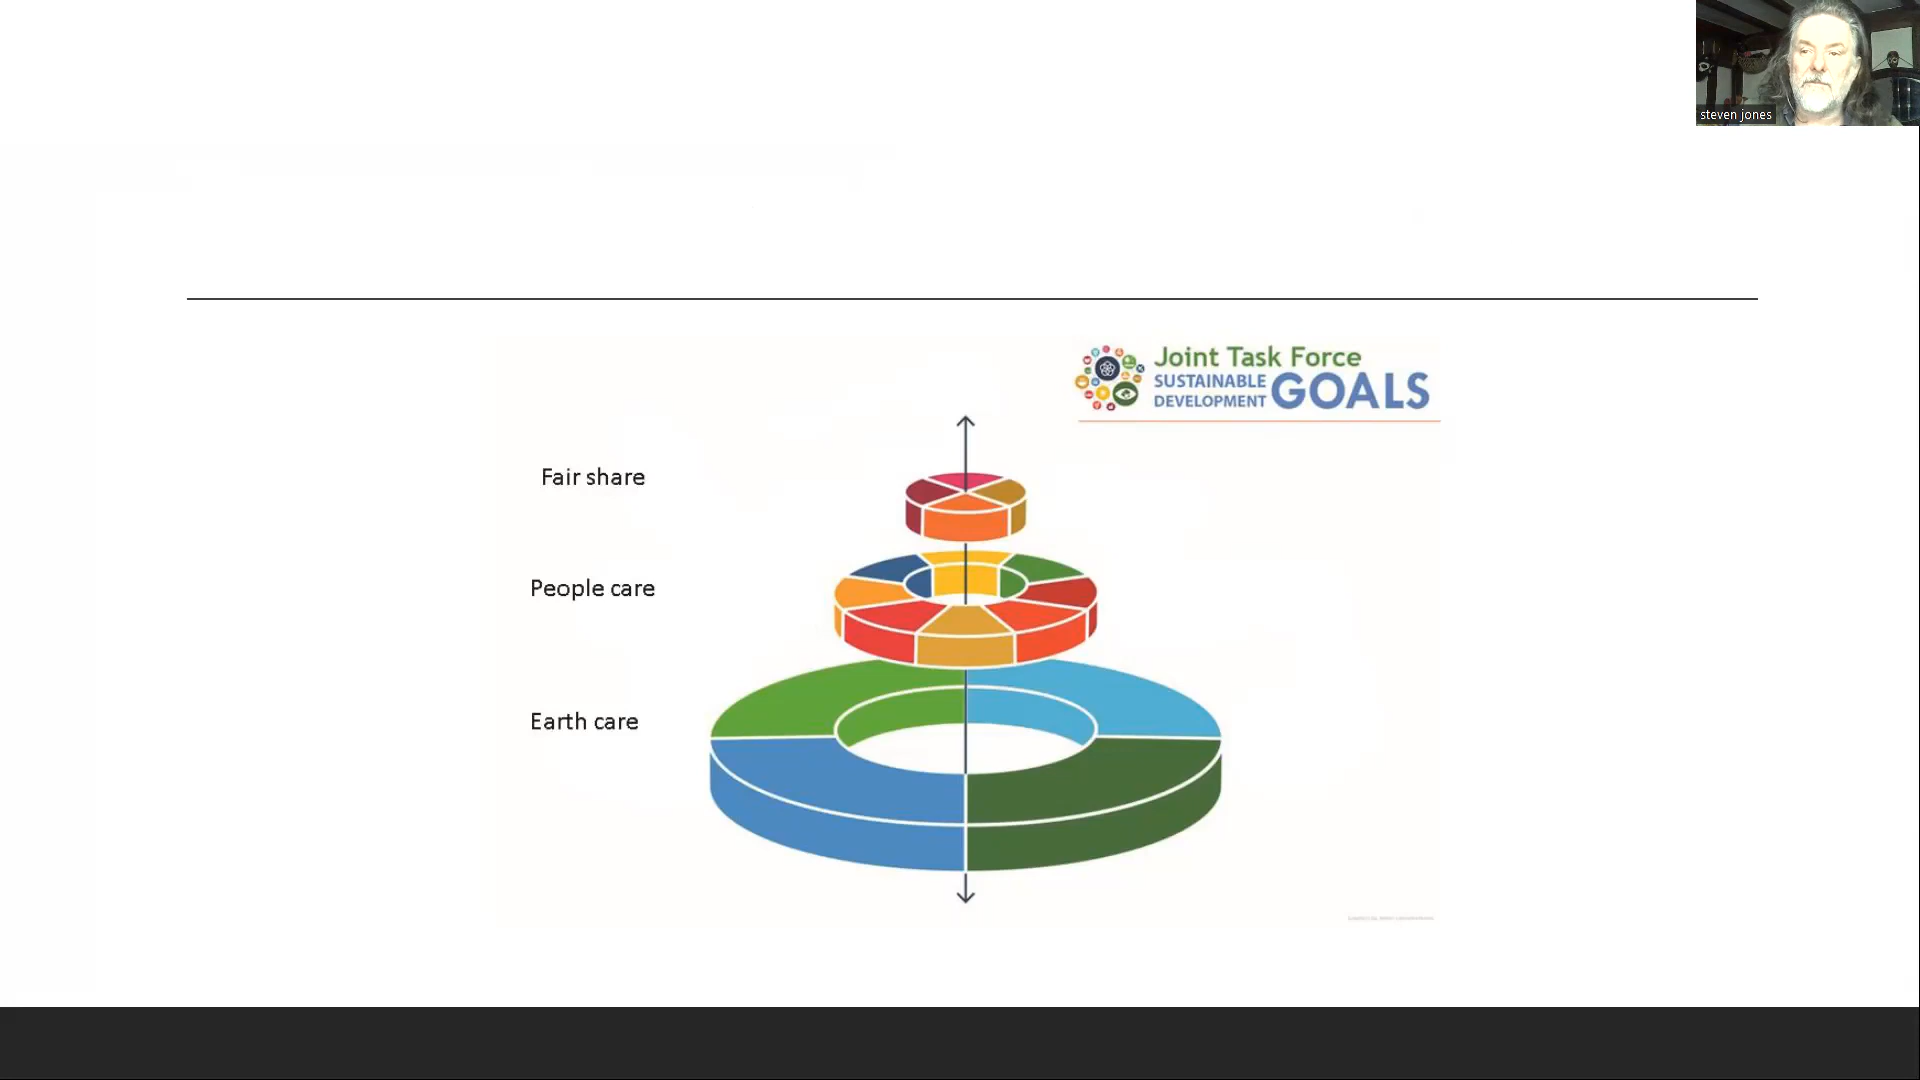 steven jones
Joint Task Force
SUSTAINABLE
DEVELOPMENT GOALS
Fair share
People care
Earth care